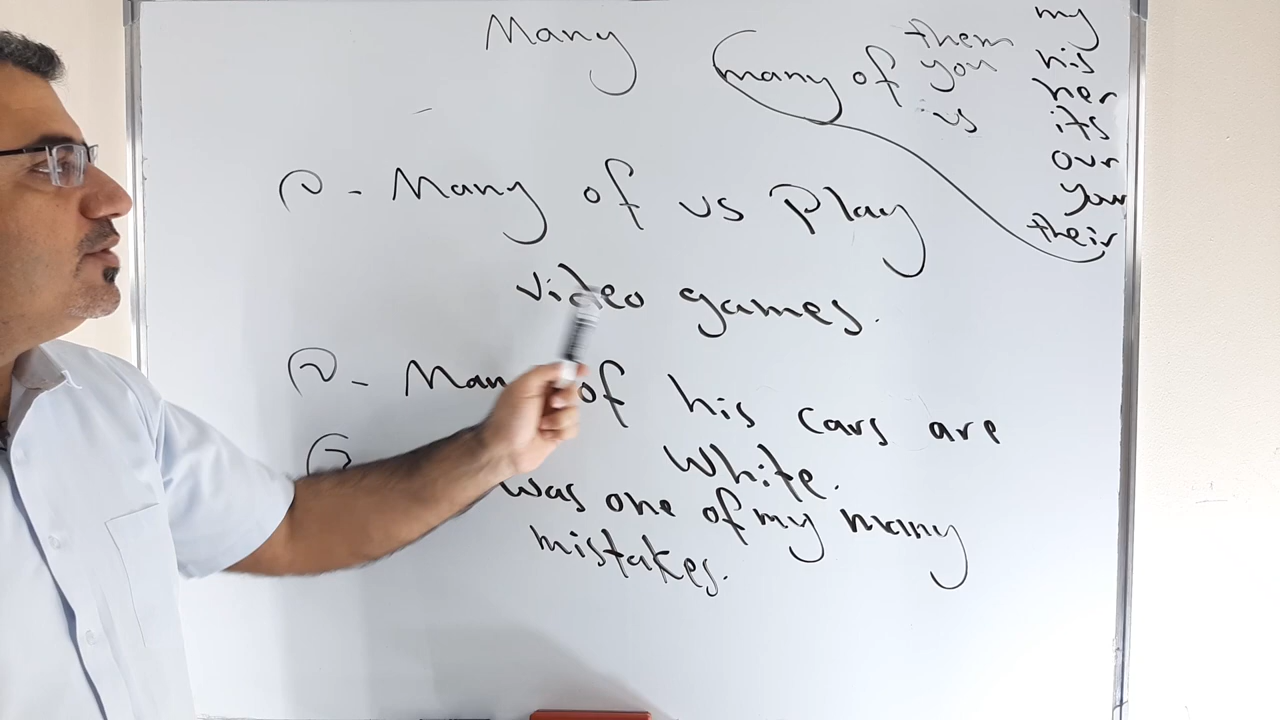 Many
many of them
you
us
my
his
her
its
our
your
their
- Many of us Play
video games.
- Many of his cars are
White.
was one of my many
mistakes.